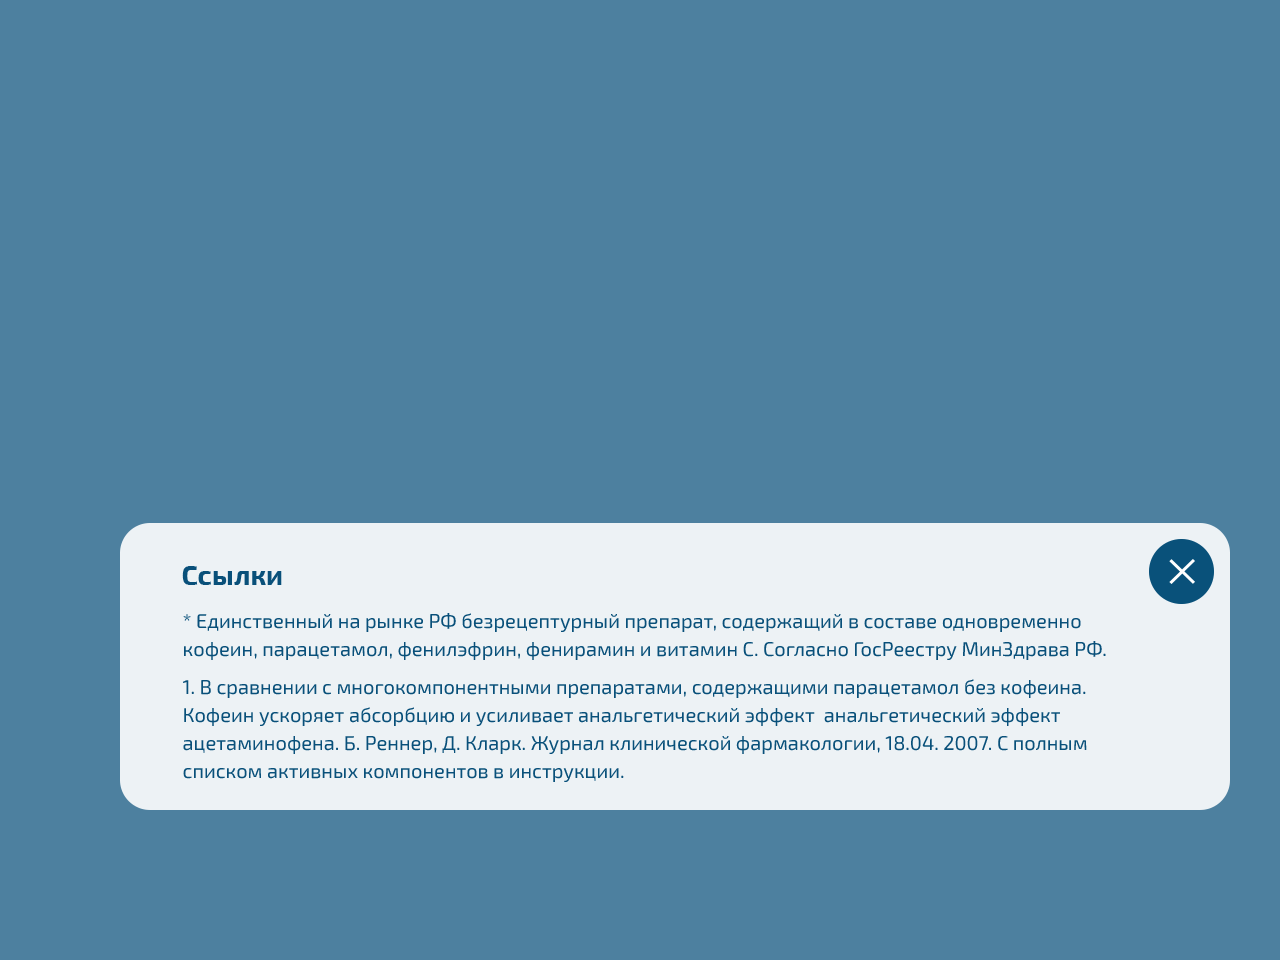 Ссылки
* Единственный на рынке РФ безрецептурный препарат, содержащий в составе одновременно
кофеин, парацетамол, фенилэфрин, фенирамин и витамин С. Согласно ГосРеестру МинЗдрава РФ.
1. В сравнении с многокомпонентными препаратами, содержащими парацетамол без кофеина.
Кофеин ускоряет абсорбцию и усиливает анальгетический эффект  анальгетический эффект
ацетаминофена. Б. Реннер, Д. Кларк. Журнал клинической фармакологии, 18.04. 2007. С полным
списком активных компонентов в инструкции.